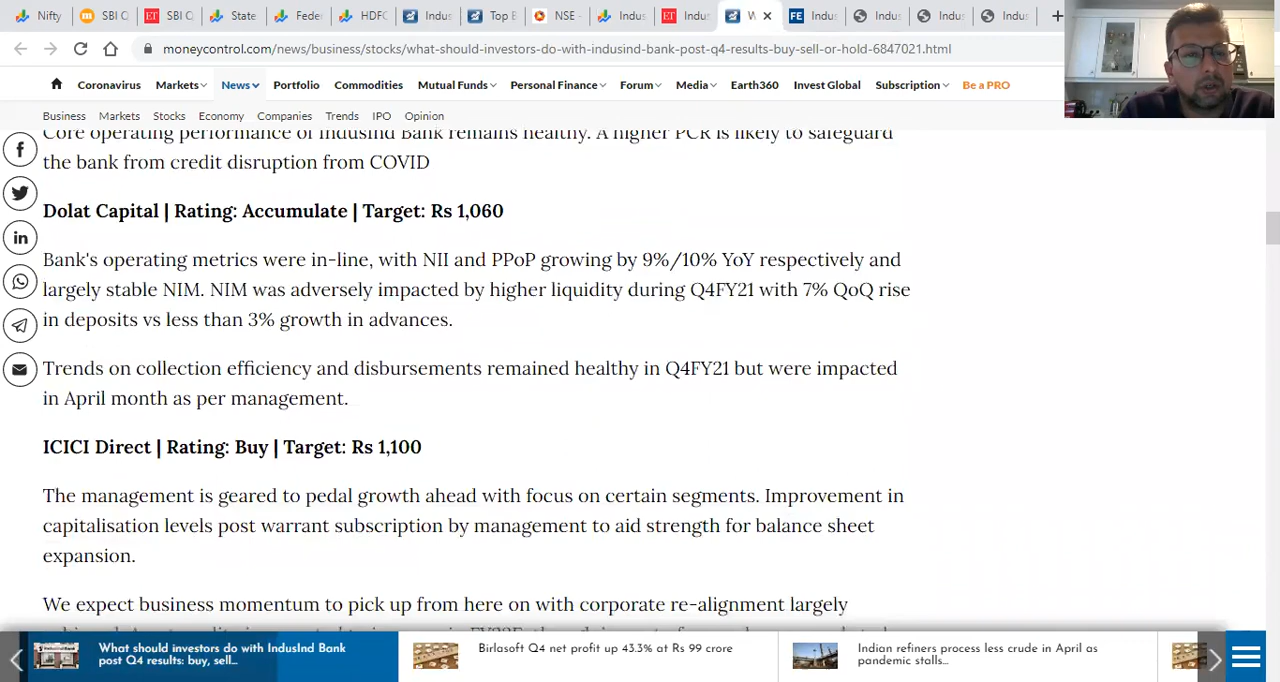 Nifty SBI Q SBI Q State Fede HDFC Indus Top E NSE - Indus Indus W Indus Indus Indus Indus
moneycontrol.com/news/business/stocks/what-should-investors-do-with-indusind-bank-post-q4-results-buy-sell-or-hold-6847021.html
Coronavirus Markets News Portfolio Commodities Mutual Funds Personal Finance Forum Media Earth360 Invest Global Subscription Be a PRO
Business Markets Stocks Economy Companies Trends IPO Opinion
Core operating performance of IndusInd Bank remains healthy. A higher PCR is likely to safeguard
the bank from credit disruption from COVID
Dolat Capital | Rating: Accumulate | Target: Rs 1,060
Bank's operating metrics were in-line, with NII and PPoP growing by 9%/10% YoY respectively and
largely stable NIM. NIM was adversely impacted by higher liquidity during Q4FY21 with 7% QoQ rise
in deposits vs less than 3% growth in advances.
Trends on collection efficiency and disbursements remained healthy in Q4FY21 but were impacted
in April month as per management.
ICICI Direct | Rating: Buy | Target: Rs 1,100
The management is geared to pedal growth ahead with focus on certain segments. Improvement in
capitalisation levels post warrant subscription by management to aid strength for balance sheet
expansion.
We expect business momentum to pick up from here on with corporate re-alignment largely
What should investors do with IndusInd Bank
post Q4 results: buy, sell...
Birlasoft Q4 net profit up 43.3% at Rs 99 crore
Indian refiners process less crude in April as
pandemic stalls...